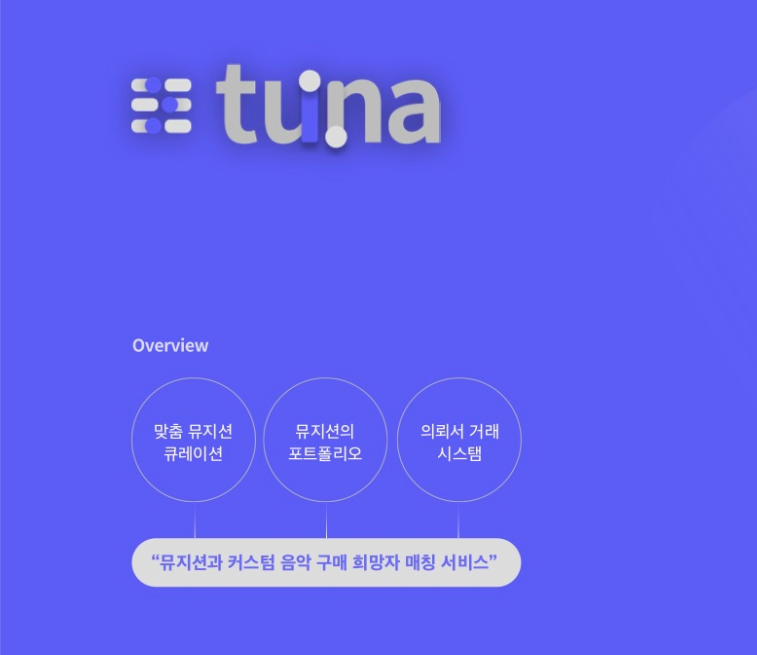 tuna
Overview
맞춤 뮤지션
큐레이션
뮤지션의
포트폴리오
의뢰서 거래
시스탬
“뮤지션과 커스텀 음악 구매 희망자 매칭 서비스”